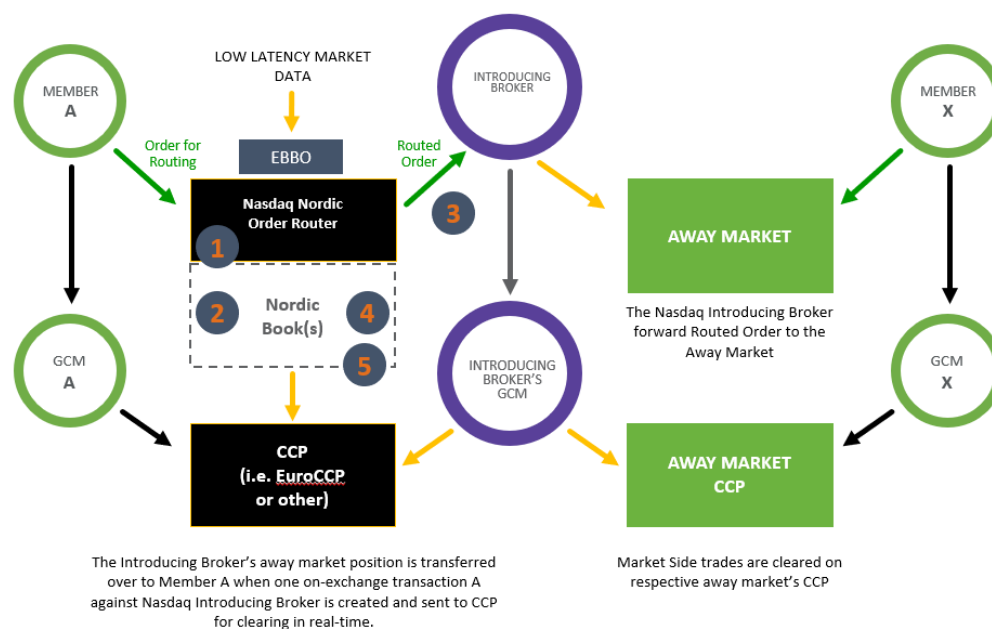 LOW LATENCY MARKET
DATA
MEMBER
A
INTRODUCING
BROKER
MEMBER
X
Order for
Routing
EBBO
Routed
Order
Nasdaq Nordic
Order Router
1
3
AWAY MARKET
2
Nordic
Book(s)
4
5
The Nasdaq Introducing Broker
forward Routed Order to the
Away Market
GCM
A
INTRODUCING
BROKER'S
GCM
GCM
X
CCP
(i.e. EuroCCP
or other)
AWAY MARKET
CCP
The Introducing Broker's away market position is transferred
over to Member A when one on-exchange transaction A
against Nasdaq Introducing Broker is created and sent to CCP
for clearing in real-time.
Market Side trades are cleared on
respective away market's CCP